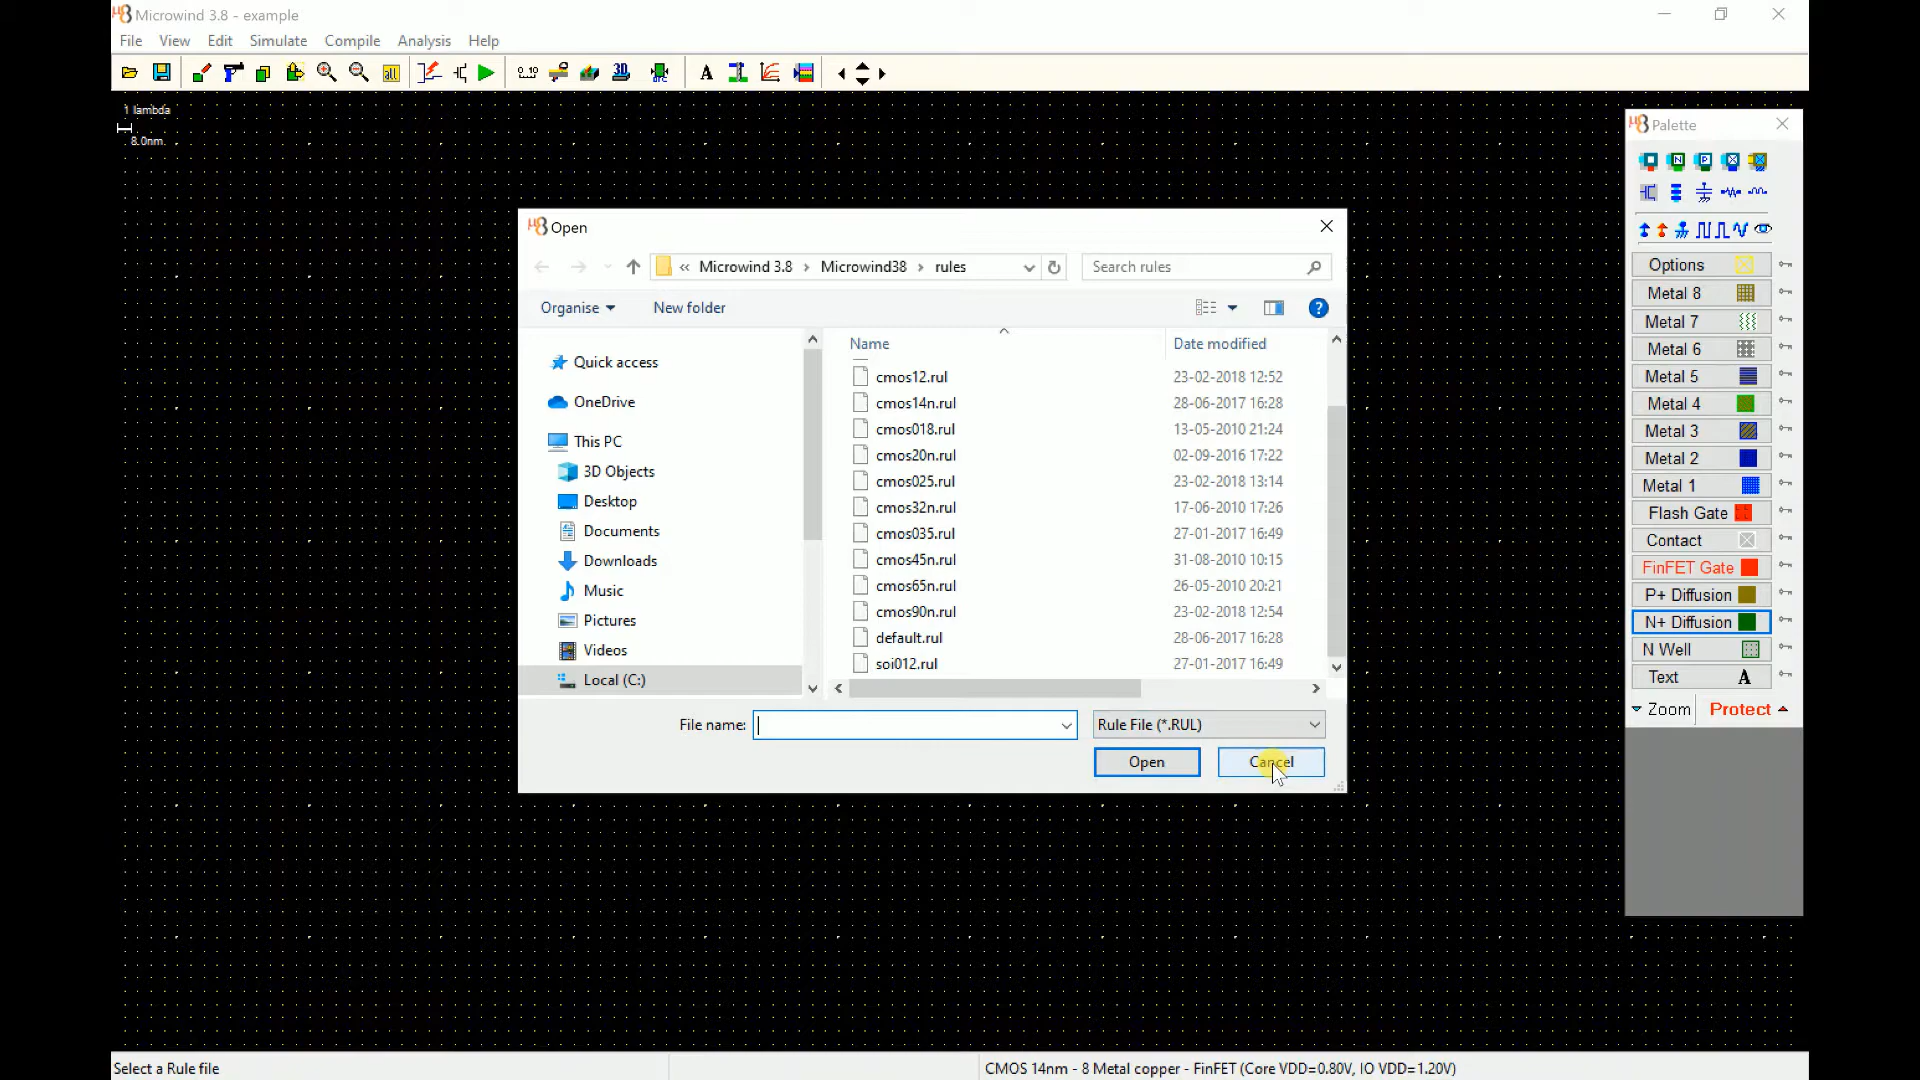 Microwind 3.8 - example
File View Edit Simulate Compile Analysis Help
1 lambda
8.0nm
Palette
Options
Metal 8
Metal 7
Metal 6
Metal 5
Metal 4
Metal 3
Metal 2
Metal 1
Flash Gate
Contact
FinFET Gate
P+ Diffusion
N+ Diffusion
N Well
Text A
Zoom Protect
Open
« Microwind 3.8 › Microwind38 › rules
Search rules
Organise New folder
Quick access
OneDrive
This PC
3D Objects
Desktop
Documents
Downloads
Music
Pictures
Videos
Local (C:)
Name Date modified
cmos12.rul 23-02-2018 12:52
cmos14n.rul 28-06-2017 16:28
cmos018.rul 13-05-2010 21:24
cmos20n.rul 02-09-2016 17:22
cmos025.rul 23-02-2018 13:14
cmos32n.rul 17-06-2010 17:26
cmos035.rul 27-01-2017 16:49
cmos45n.rul 31-08-2010 10:15
cmos65n.rul 26-05-2010 20:21
cmos90n.rul 23-02-2018 12:54
default.rul 28-06-2017 16:28
soi012.rul 27-01-2017 16:49
File name: Rule File (*.RUL)
Open Cancel
Select a Rule file
CMOS 14nm - 8 Metal copper - FinFET (Core VDD=0.80V, IO VDD=1.20V)